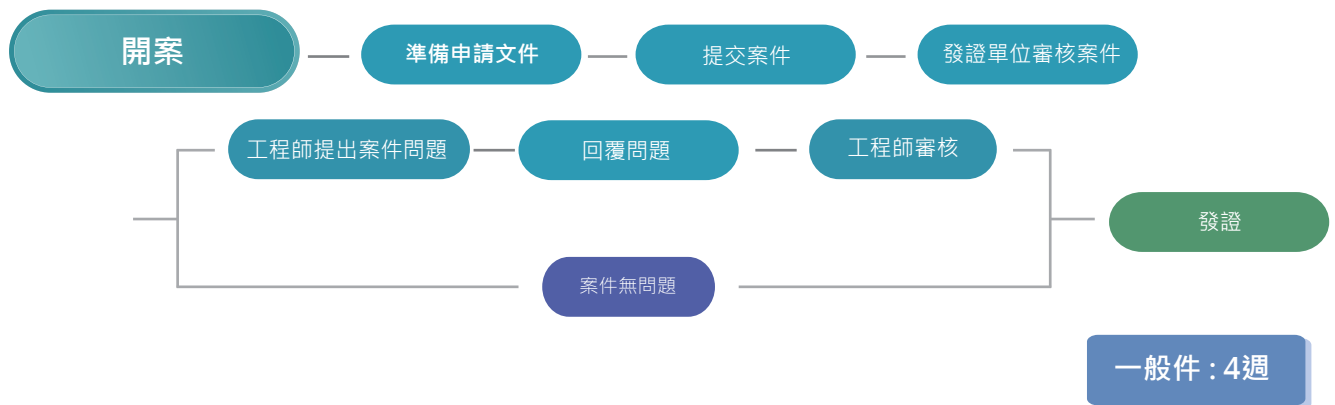 開案
準備申請文件
提交案件
發證單位審核案件
工程師提出案件問題
回覆問題
工程師審核
發證
案件無問題
一般件 : 4週